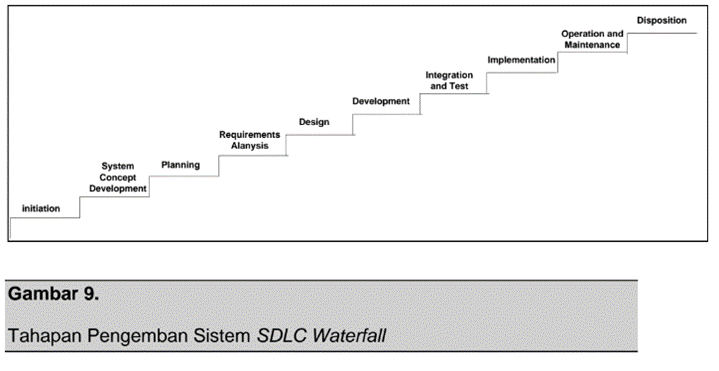 initiation
System
Concept
Development
Planning
Requirements
Alanysis
Design
Development
Integration
and Test
Implementation
Operation and
Maintenance
Disposition
Gambar 9.
Tahapan Pengemban Sistem SDLC Waterfall